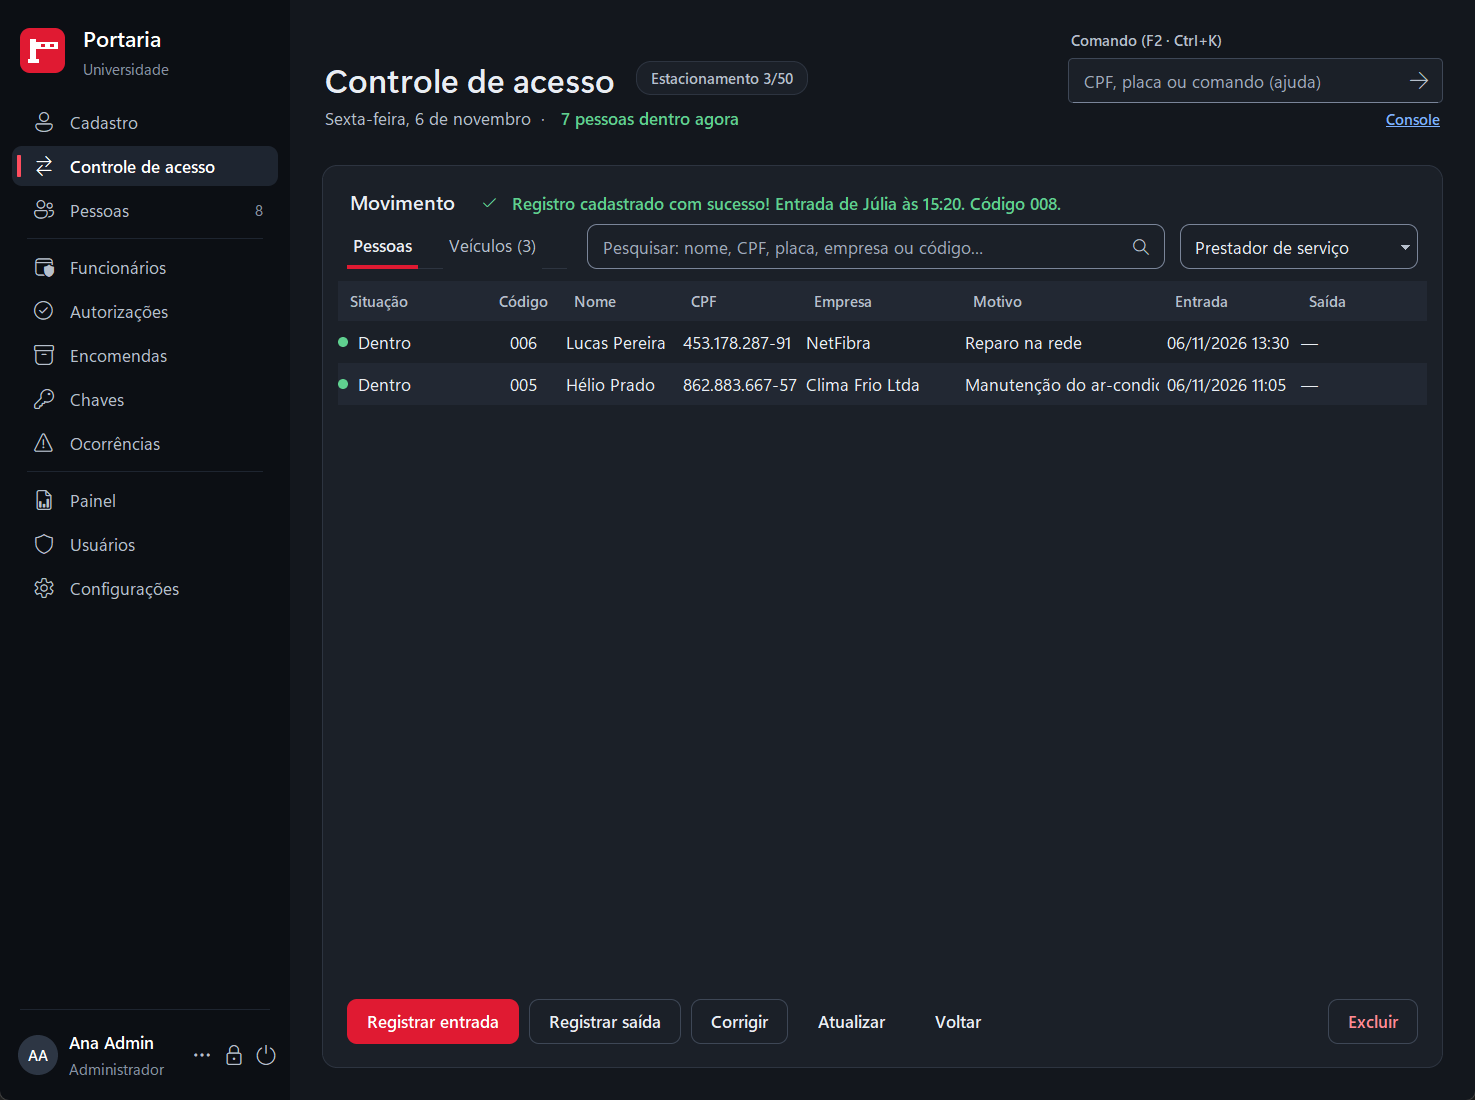 Portaria
Universidade
Cadastro
Controle de acesso
Pessoas 8
Funcionários
Autorizações
Encomendas
Chaves
Ocorrências
Painel
Usuários
Configurações
AA
Ana Admin
Administrador
Controle de acesso
Estacionamento 3/50
Sexta-feira, 6 de novembro · 7 pessoas dentro agora
Comando (F2 · Ctrl+K)
CPF, placa ou comando (ajuda)
Console
Movimento
Registro cadastrado com sucesso! Entrada de Júlia às 15:20. Código 008.
Pessoas Veículos (3)
Pesquisar: nome, CPF, placa, empresa ou código...
Prestador de serviço
Situação Código Nome CPF Empresa Motivo Entrada Saída
Dentro 006 Lucas Pereira 453.178.287-91 NetFibra Reparo na rede 06/11/2026 13:30 —
Dentro 005 Hélio Prado 862.883.667-57 Clima Frio Ltda Manutenção do ar-condic 06/11/2026 11:05 —
Registrar entrada Registrar saída Corrigir Atualizar Voltar Excluir